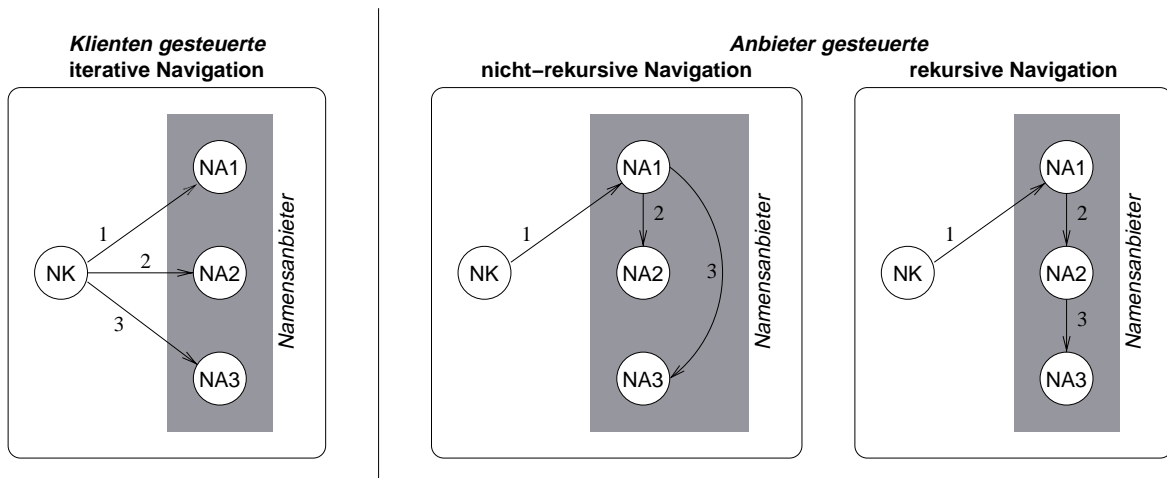 Klienten gesteuerte
iterative Navigation
NK
1
2
3
NA1
NA2
NA3
Namensanbieter
Anbieter gesteuerte
nicht–rekursive Navigation
NK
1
NA1
2
NA2
3
NA3
Namensanbieter
rekursive Navigation
NK
1
NA1
2
NA2
3
NA3
Namensanbieter